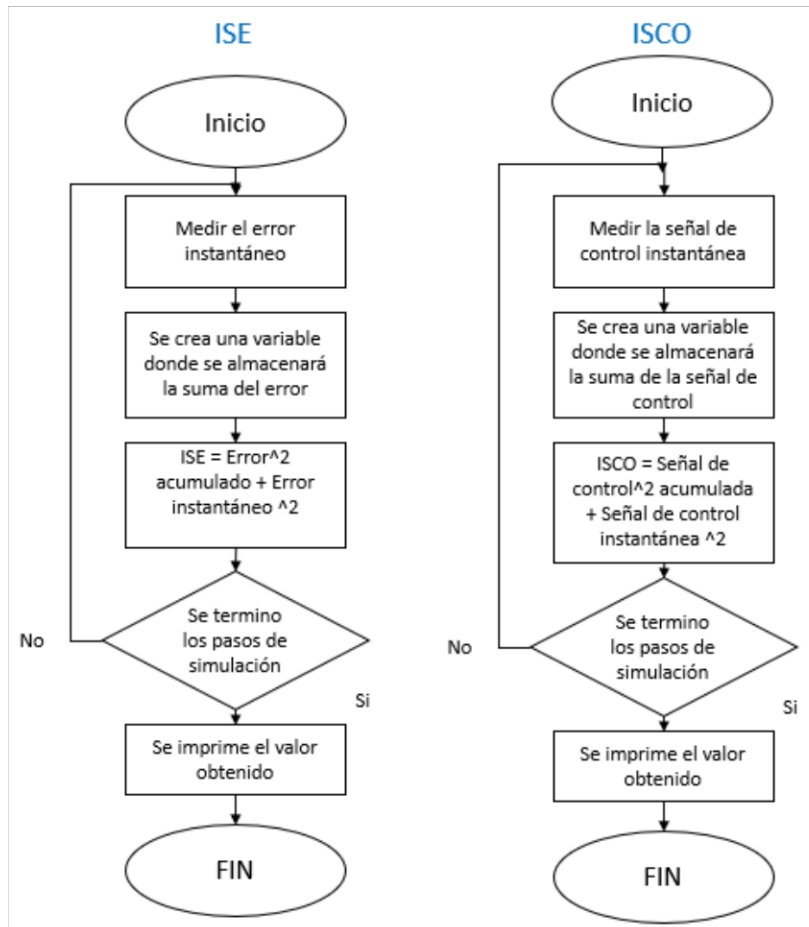 ISE
Inicio
Medir el error
instantáneo
Se crea una variable
donde se almacenará
la suma del error
ISE = Error^2
acumulado + Error
instantáneo ^2
Se termino
los pasos de
simulación
No
Si
Se imprime el valor
obtenido
FIN
ISCO
Inicio
Medir la señal de
control instantánea
Se crea una variable
donde se almacenará
la suma de la señal de
control
ISCO = Señal de
control^2 acumulada
+ Señal de control
instantánea ^2
Se termino
los pasos de
simulación
No
Si
Se imprime el valor
obtenido
FIN